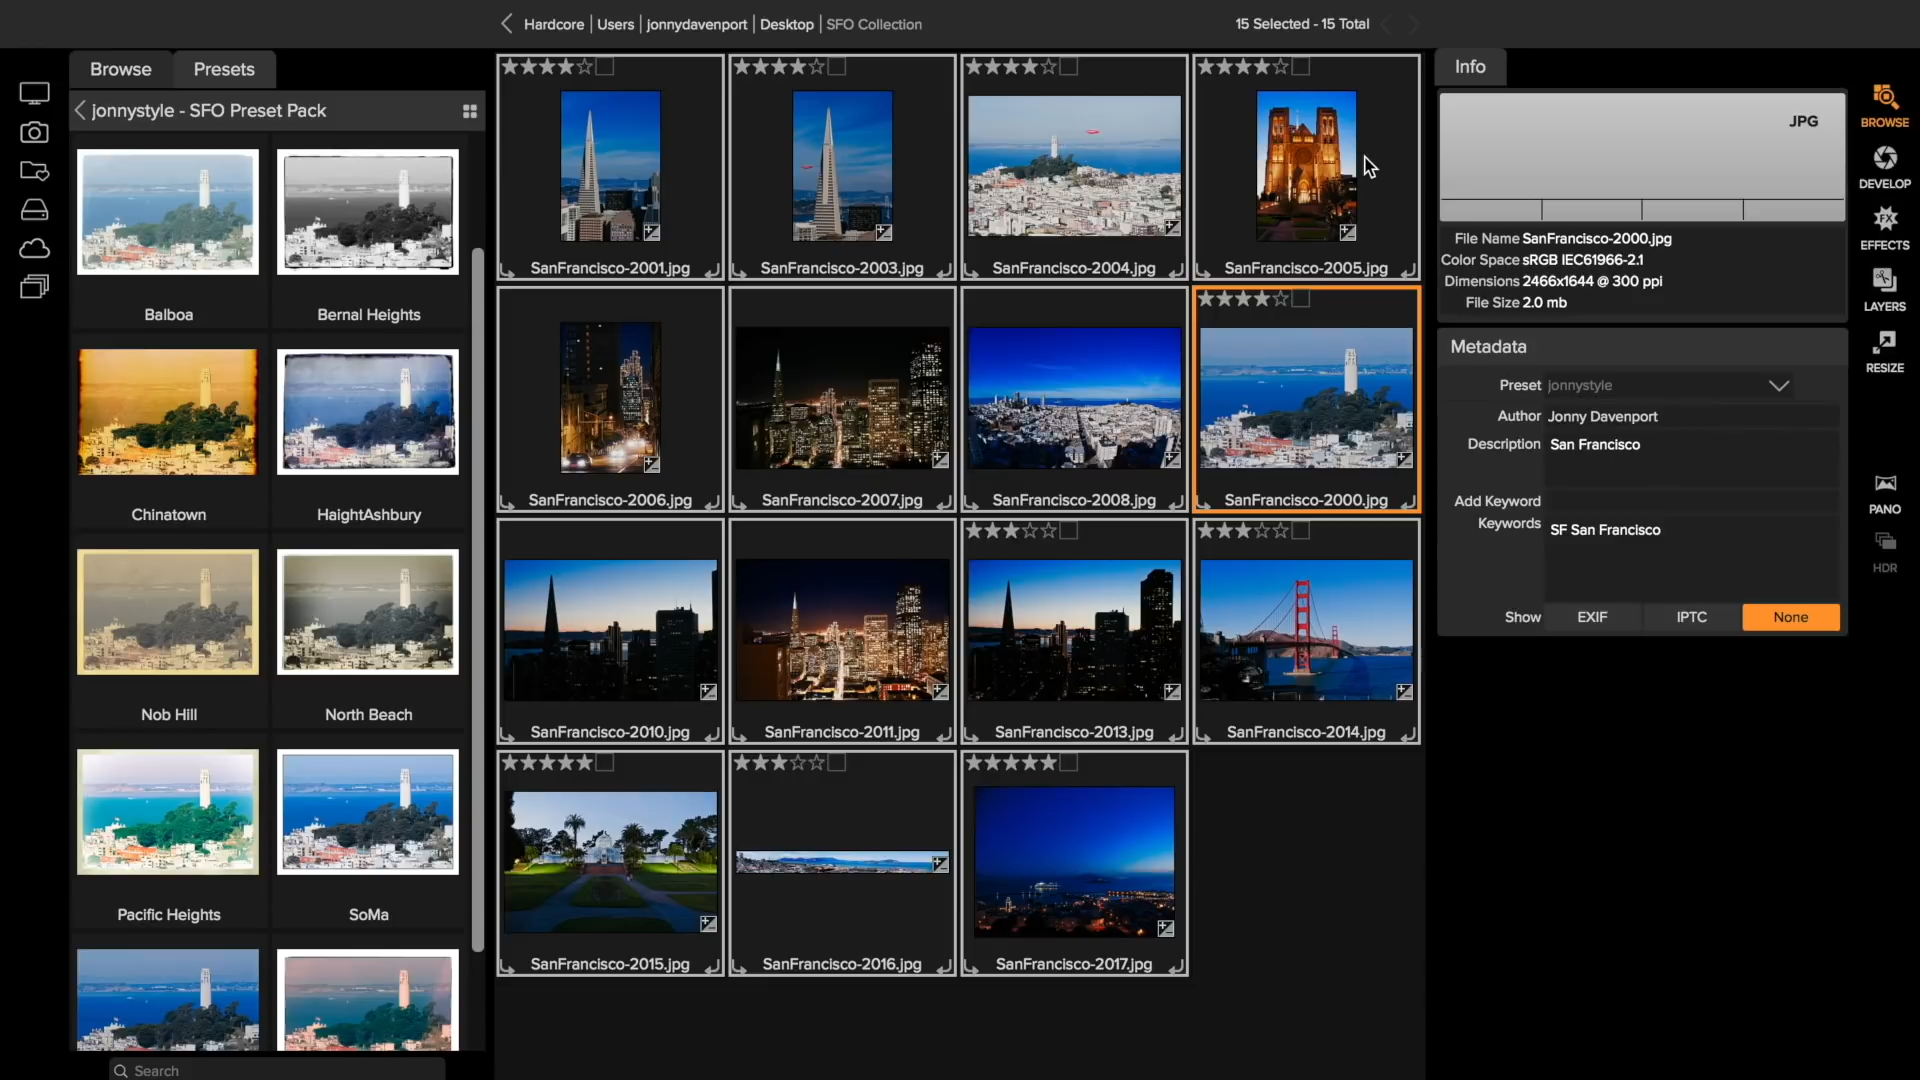 Hardcore | Users | jonnydavenport | Desktop | SFO Collection
15 Selected - 15 Total
Browse
Presets
jonnystyle - SFO Preset Pack
Balboa
Bernal Heights
Chinatown
HaightAshbury
Nob Hill
North Beach
Pacific Heights
SoMa
Search
SanFrancisco-2001.jpg
SanFrancisco-2003.jpg
SanFrancisco-2004.jpg
SanFrancisco-2005.jpg
SanFrancisco-2006.jpg
SanFrancisco-2007.jpg
SanFrancisco-2008.jpg
SanFrancisco-2000.jpg
SanFrancisco-2010.jpg
SanFrancisco-2011.jpg
SanFrancisco-2013.jpg
SanFrancisco-2014.jpg
SanFrancisco-2015.jpg
SanFrancisco-2016.jpg
SanFrancisco-2017.jpg
Info
JPG
File Name SanFrancisco-2000.jpg
Color Space sRGB IEC61966-2.1
Dimensions 2466x1644 @ 300 ppi
File Size 2.0 mb
Metadata
Preset jonnystyle
Author Jonny Davenport
Description San Francisco
Add Keyword
Keywords SF San Francisco
Show EXIF IPTC None
BROWSE
DEVELOP
FX
EFFECTS
LAYERS
RESIZE
PANO
HDR